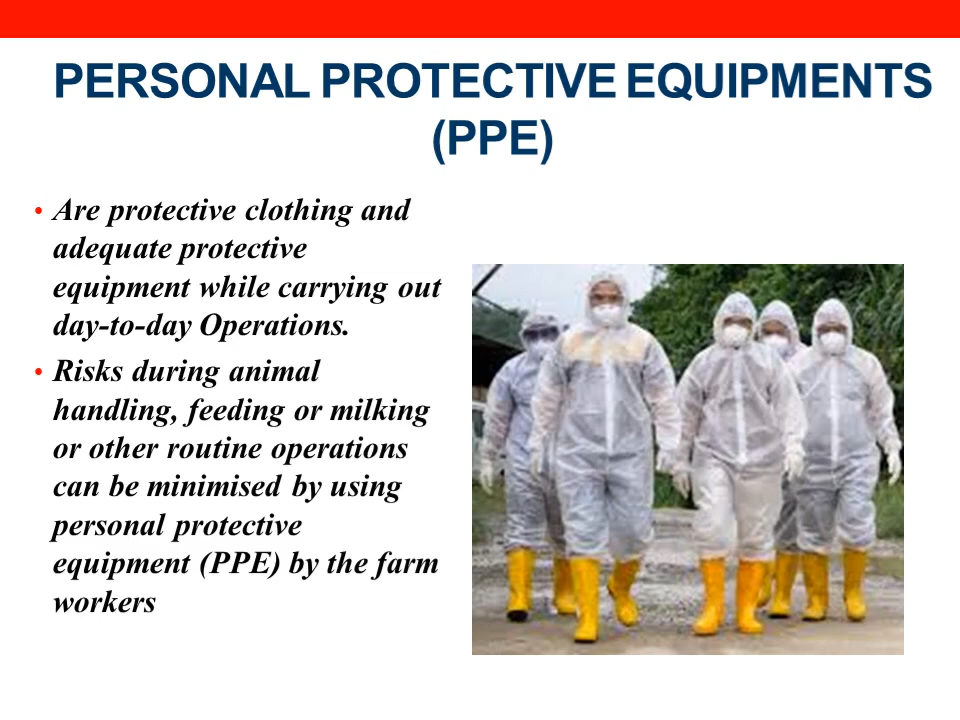 PERSONAL PROTECTIVE EQUIPMENTS
(PPE)
• Are protective clothing and
adequate protective
equipment while carrying out
day-to-day Operations.
• Risks during animal
handling, feeding or milking
or other routine operations
can be minimised by using
personal protective
equipment (PPE) by the farm
workers